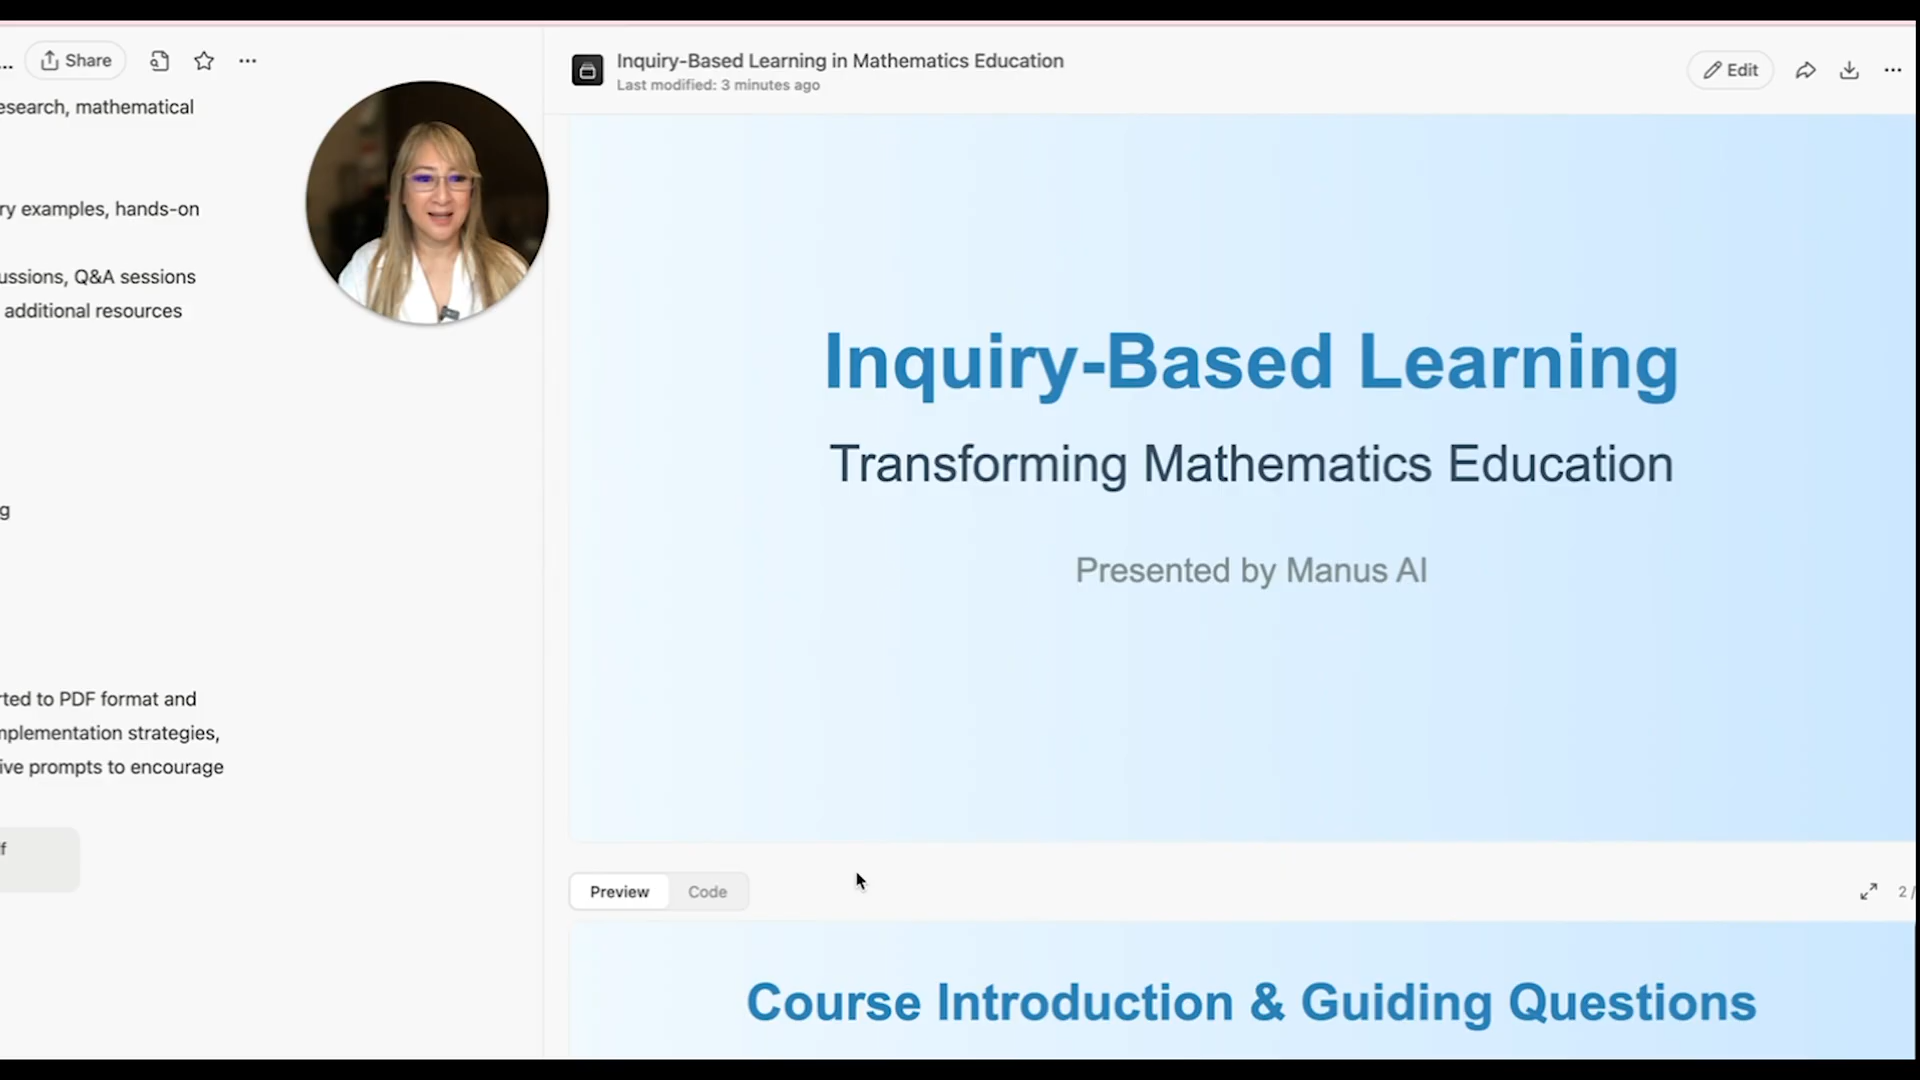 ... Share
esearch, mathematical
ry examples, hands-on
ussions, Q&A sessions
additional resources
g
rted to PDF format and
mplementation strategies,
ive prompts to encourage
f
Inquiry-Based Learning in Mathematics Education
Last modified: 3 minutes ago
Edit
Inquiry-Based Learning
Transforming Mathematics Education
Presented by Manus AI
Preview Code
2 /
Course Introduction & Guiding Questions